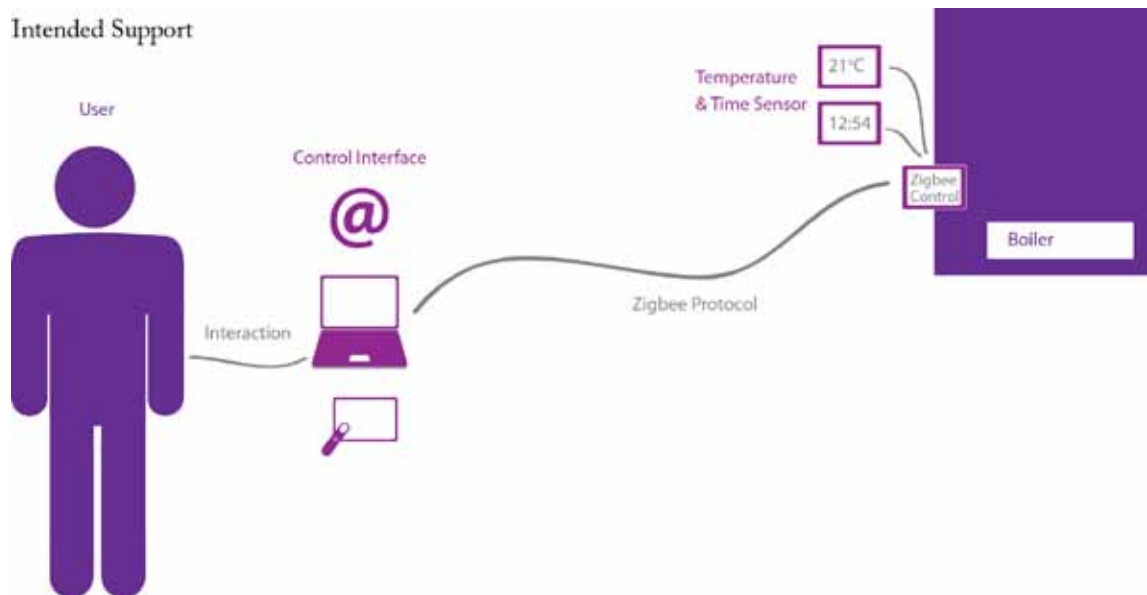 Intended Support
User
Control Interface
@
Interaction
Zigbee Protocol
Temperature
& Time Sensor
21°C
12:54
Zigbee
Control
Boiler